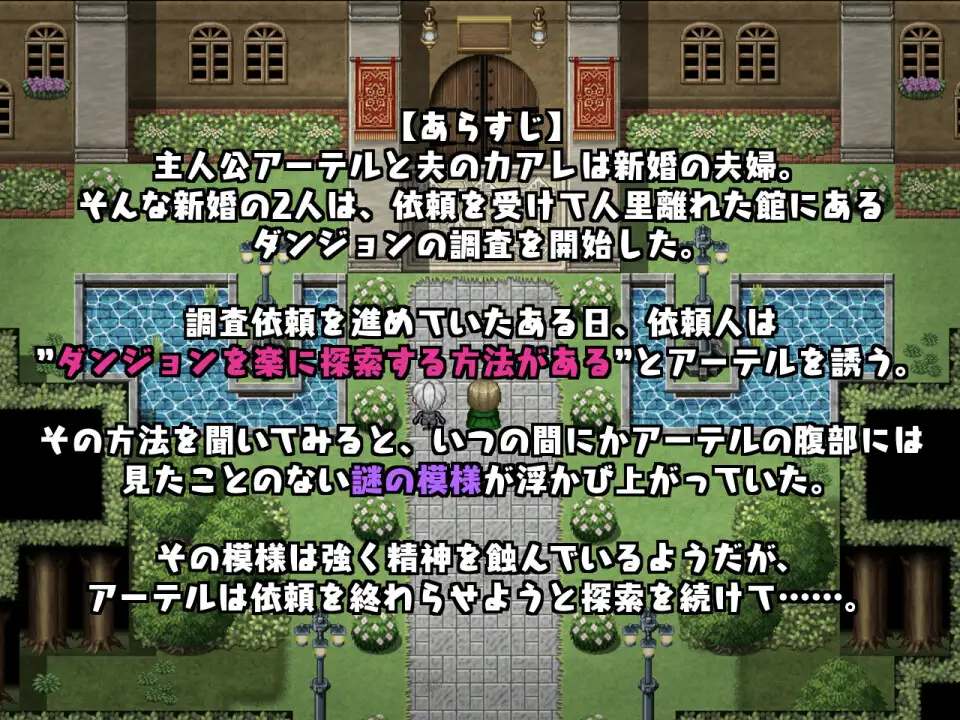 【あらすじ】
主人公アーテルと夫のカアレは新婚の夫婦。
そんな新婚の2人は、依頼を受けて人里離れた館にある
ダンジョンの調査を開始した。
調査依頼を進めていたある日、依頼人は
”ダンジョンを楽に探索する方法がある”とアーテルを誘う。
その方法を聞いてみると、いつの間にかアーテルの腹部には
見たことのない謎の模様が浮かび上がっていた。
その模様は強く精神を蝕んでいるようだが、
アーテルは依頼を終わらせようと探索を続けて……。